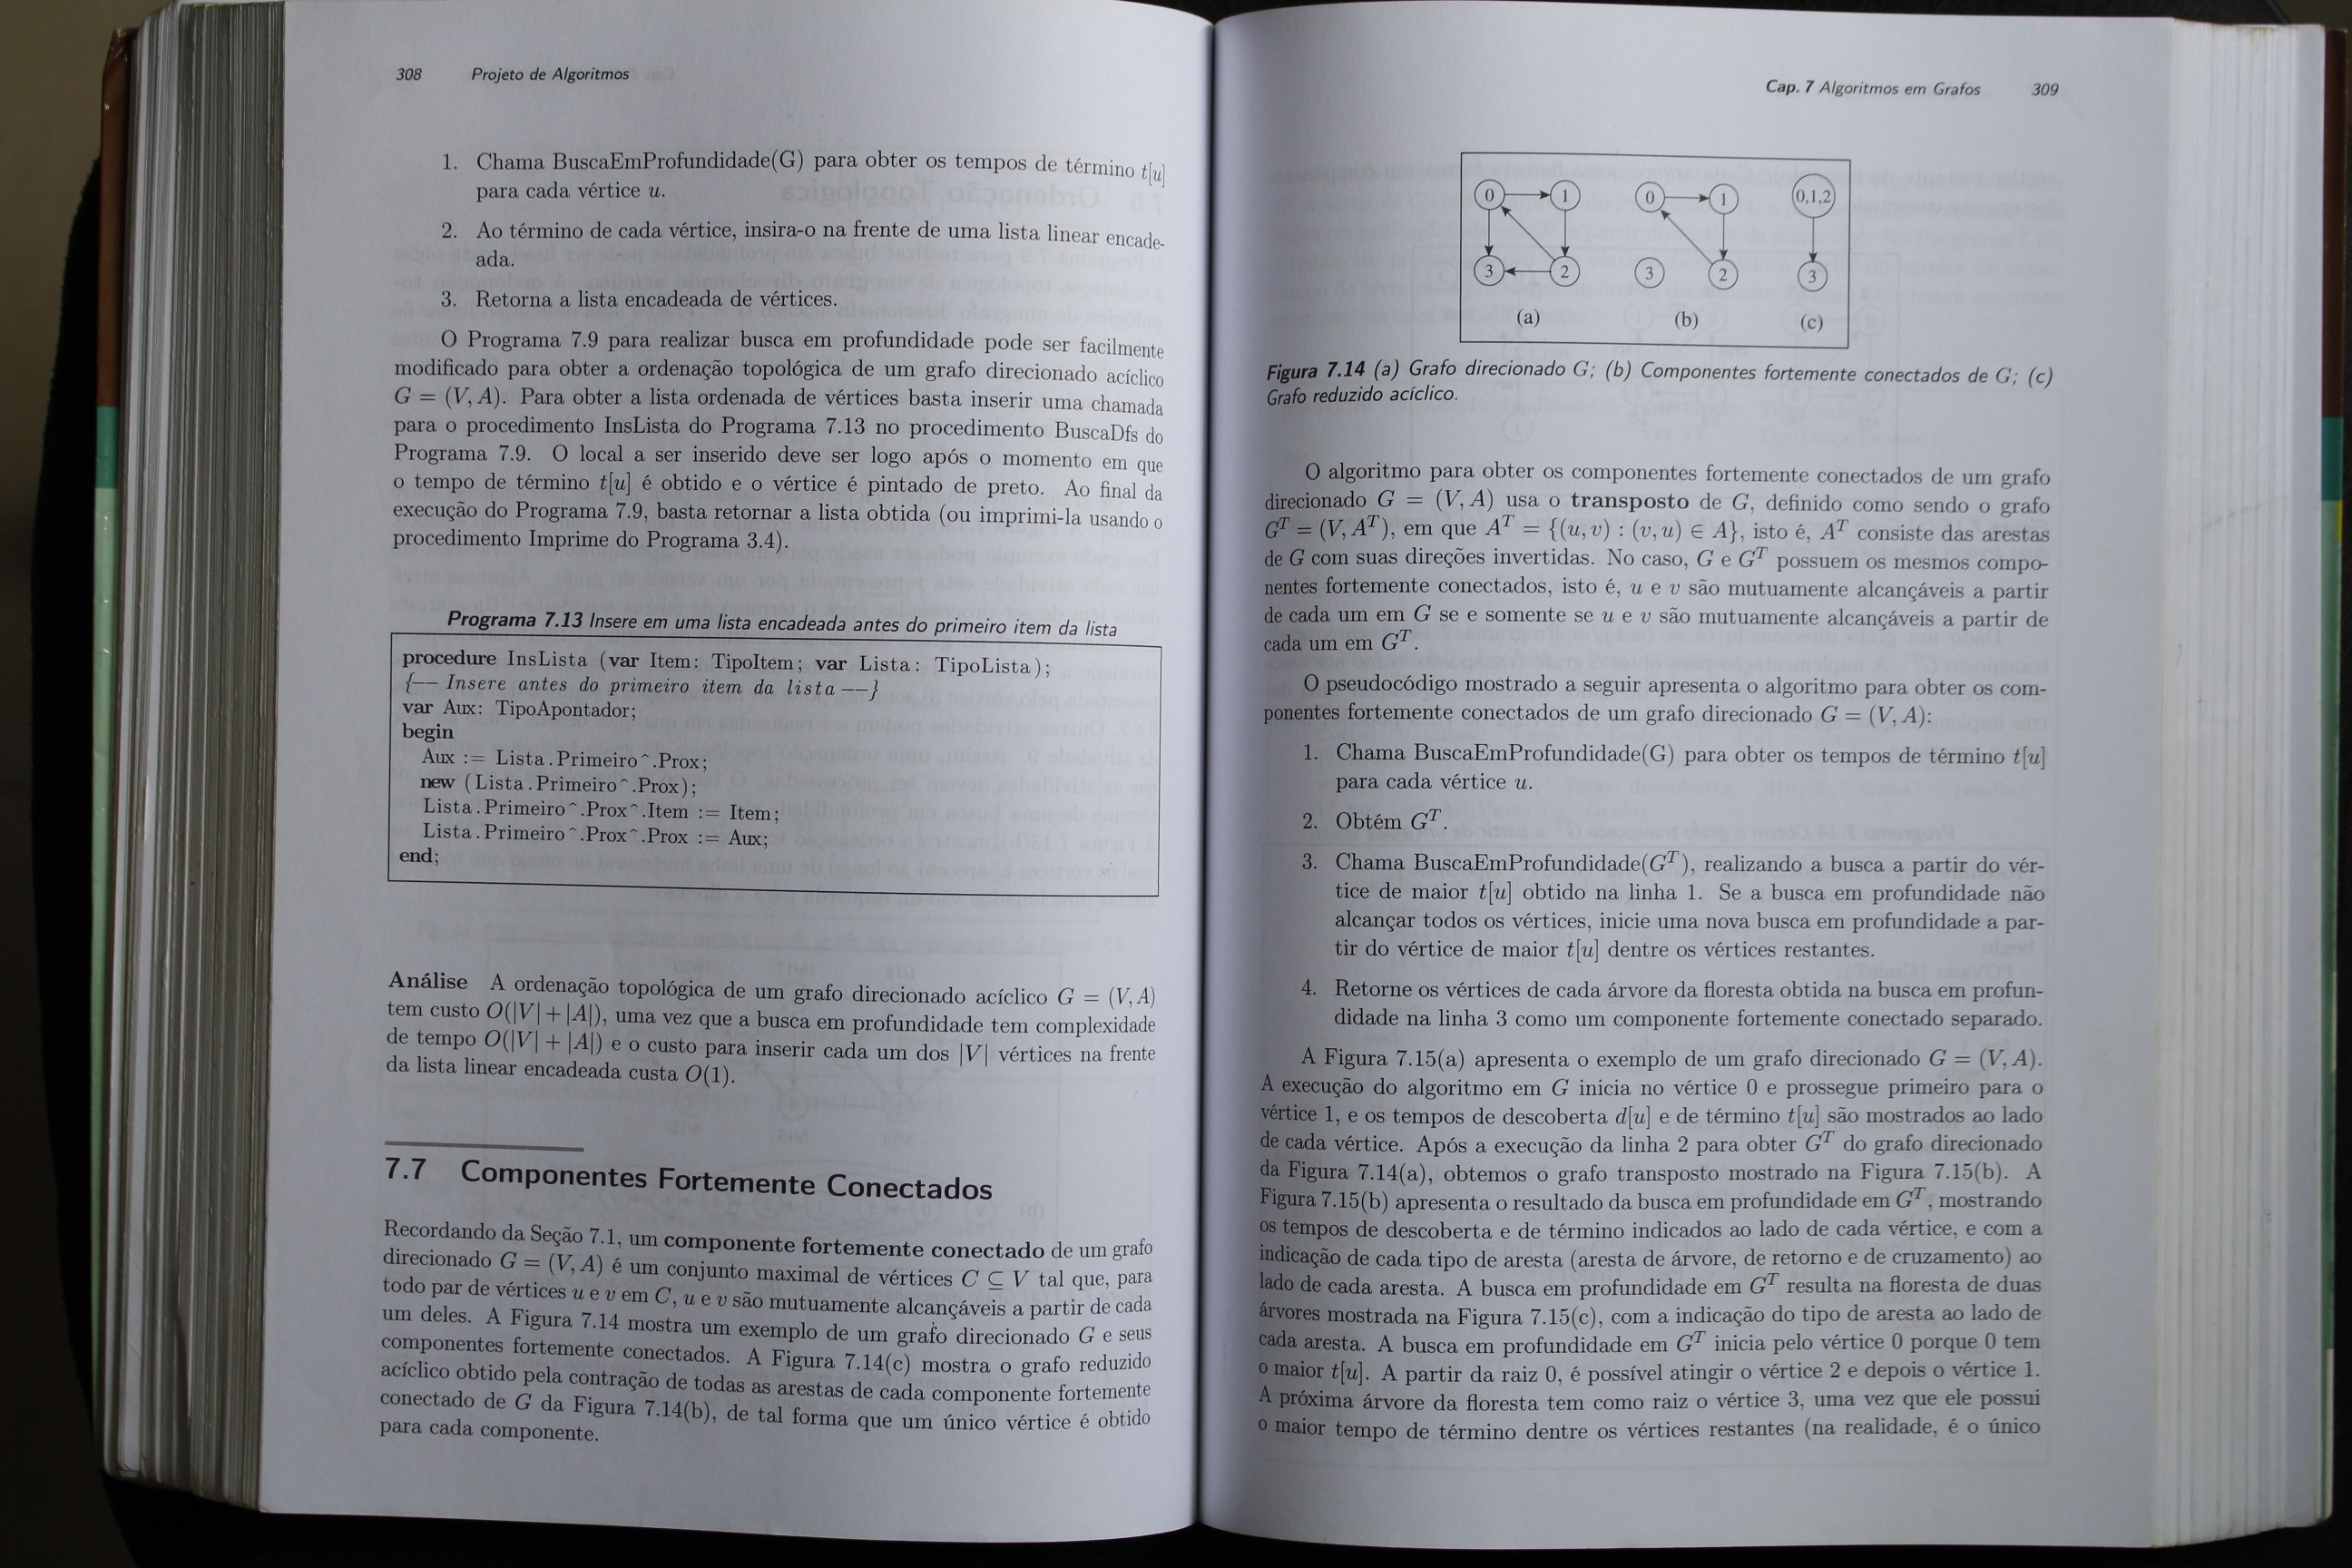 308 Projeto de Algoritmos
1. Chama BuscaEmProfundidade(G) para obter os tempos de término t[u]
para cada vértice u.
2. Ao término de cada vértice, insira-o na frente de uma lista linear encade-
ada.
3. Retorna a lista encadeada de vértices.
O Programa 7.9 para realizar busca em profundidade pode ser facilmente
modificado para obter a ordenação topológica de um grafo direcionado acíclico
G = (V, A). Para obter a lista ordenada de vértices basta inserir uma chamada
para o procedimento InsLista do Programa 7.13 no procedimento BuscaDfs do
Programa 7.9. O local a ser inserido deve ser logo após o momento em que
o tempo de término t[u] é obtido e o vértice é pintado de preto. Ao final da
execução do Programa 7.9, basta retornar a lista obtida (ou imprimi-la usando o
procedimento Imprime do Programa 3.4).
Programa 7.13 Insere em uma lista encadeada antes do primeiro item da lista
procedure InsLista (var Item: TipoItem; var Lista: TipoLista);
{— Insere antes do primeiro item da lista —}
var Aux: TipoApontador;
begin
Aux := Lista.Primeiro^.Prox;
new (Lista.Primeiro^.Prox);
Lista.Primeiro^.Prox^.Item := Item;
Lista.Primeiro^.Prox^.Prox := Aux;
end;
Análise A ordenação topológica de um grafo direcionado acíclico G = (V, A)
tem custo O(|V| + |A|), uma vez que a busca em profundidade tem complexidade
de tempo O(|V| + |A|) e o custo para inserir cada um dos |V| vértices na frente
da lista linear encadeada custa O(1).
7.7 Componentes Fortemente Conectados
Recordando da Seção 7.1, um componente fortemente conectado de um grafo
direcionado G = (V, A) é um conjunto maximal de vértices C ⊆ V tal que, para
todo par de vértices u e v em C, u e v são mutuamente alcançáveis a partir de cada
um deles. A Figura 7.14 mostra um exemplo de um grafo direcionado G e seus
componentes fortemente conectados. A Figura 7.14(c) mostra o grafo reduzido
acíclico obtido pela contração de todas as arestas de cada componente fortemente
conectado de G da Figura 7.14(b), de tal forma que um único vértice é obtido
para cada componente.
Cap. 7 Algoritmos em Grafos 309
0 1 0 1 0,1,2
3 2 3 2 3
(a) (b) (c)
Figura 7.14 (a) Grafo direcionado G; (b) Componentes fortemente conectados de G; (c)
Grafo reduzido acíclico.
O algoritmo para obter os componentes fortemente conectados de um grafo
direcionado G = (V, A) usa o transposto de G, definido como sendo o grafo
G^T = (V, A^T), em que A^T = {(u, v) : (v, u) ∈ A}, isto é, A^T consiste das arestas
de G com suas direções invertidas. No caso, G e G^T possuem os mesmos compo-
nentes fortemente conectados, isto é, u e v são mutuamente alcançáveis a partir
de cada um em G se e somente se u e v são mutuamente alcançáveis a partir de
cada um em G^T.
O pseudocódigo mostrado a seguir apresenta o algoritmo para obter os com-
ponentes fortemente conectados de um grafo direcionado G = (V, A):
1. Chama BuscaEmProfundidade(G) para obter os tempos de término t[u]
para cada vértice u.
2. Obtém G^T.
3. Chama BuscaEmProfundidade(G^T), realizando a busca a partir do vér-
tice de maior t[u] obtido na linha 1. Se a busca em profundidade não
alcançar todos os vértices, inicie uma nova busca em profundidade a par-
tir do vértice de maior t[u] dentre os vértices restantes.
4. Retorne os vértices de cada árvore da floresta obtida na busca em profun-
didade na linha 3 como um componente fortemente conectado separado.
A Figura 7.15(a) apresenta o exemplo de um grafo direcionado G = (V, A).
A execução do algoritmo em G inicia no vértice 0 e prossegue primeiro para o
vértice 1, e os tempos de descoberta d[u] e de término t[u] são mostrados ao lado
de cada vértice. Após a execução da linha 2 para obter G^T do grafo direcionado
da Figura 7.14(a), obtemos o grafo transposto mostrado na Figura 7.15(b). A
Figura 7.15(b) apresenta o resultado da busca em profundidade em G^T, mostrando
os tempos de descoberta e de término indicados ao lado de cada vértice, e com a
indicação de cada tipo de aresta (aresta de árvore, de retorno e de cruzamento) ao
lado de cada aresta. A busca em profundidade em G^T resulta na floresta de duas
árvores mostrada na Figura 7.15(c), com a indicação do tipo de aresta ao lado de
cada aresta. A busca em profundidade em G^T inicia pelo vértice 0 porque 0 tem
o maior t[u]. A partir da raiz 0, é possível atingir o vértice 2 e depois o vértice 1.
A próxima árvore da floresta tem como raiz o vértice 3, uma vez que ele possui
o maior tempo de término dentre os vértices restantes (na realidade, é o único